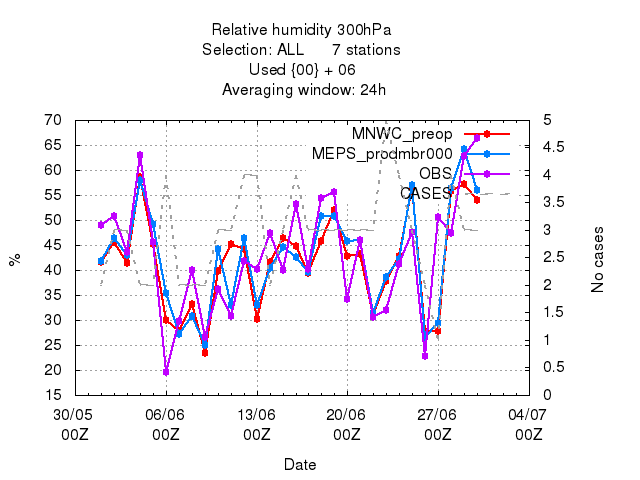 Relative humidity 300hPa
Selection: ALL 7 stations
Used {00} + 06
Averaging window: 24h
MNWC_preop
MEPS_prodmbr000
OBS
CASES
70
65
60
55
50
45
40
35
30
25
20
15
%
5
4.5
4
3.5
3
2.5
2
1.5
1
0.5
0
No cases
30/05 06/06 13/06 20/06 27/06 04/07
00Z 00Z 00Z 00Z 00Z 00Z
Date